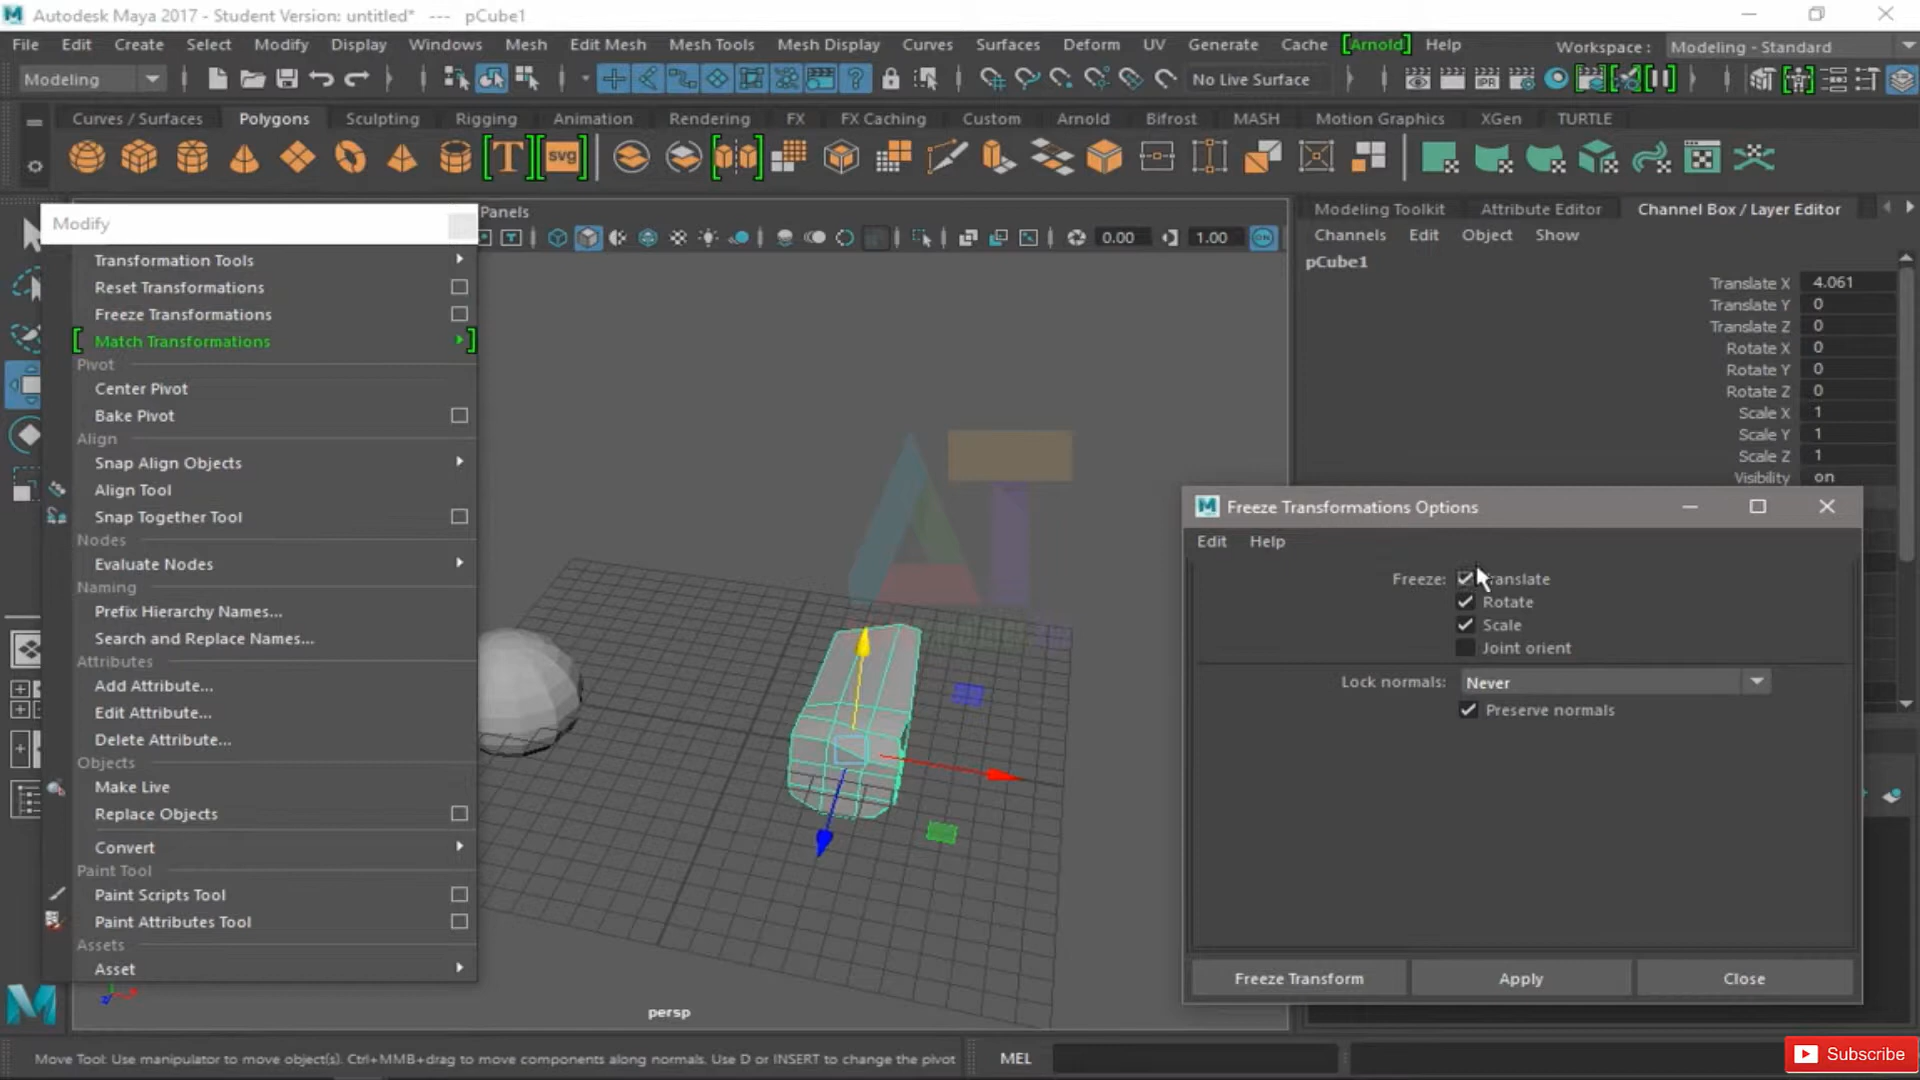 Autodesk Maya 2017 - Student Version: untitled* --- pCube1
File Edit Create Select Modify Display Windows Mesh Edit Mesh Mesh Tools Mesh Display Curves Surfaces Deform UV Generate Cache [Arnold] Help Workspace : Modeling - Standard
Modeling No Live Surface IPR
Curves / Surfaces Polygons Sculpting Rigging Animation Rendering FX FX Caching Custom Arnold Bifrost MASH Motion Graphics XGen TURTLE
T svg
Modify
Transformation Tools
Reset Transformations
Freeze Transformations
[ Match Transformations ]
Pivot
Center Pivot
Bake Pivot
Align
Snap Align Objects
Align Tool
Snap Together Tool
Nodes
Evaluate Nodes
Naming
Prefix Hierarchy Names...
Search and Replace Names...
Attributes
Add Attribute...
Edit Attribute...
Delete Attribute...
Objects
Make Live
Replace Objects
Convert
Paint Tool
Paint Scripts Tool
Paint Attributes Tool
Assets
Asset
Panels
0.00 1.00 ON
persp
Modeling Toolkit Attribute Editor Channel Box / Layer Editor
Channels Edit Object Show
pCube1
Translate X 4.061
Translate Y 0
Translate Z 0
Rotate X 0
Rotate Y 0
Rotate Z 0
Scale X 1
Scale Y 1
Scale Z 1
Visibility on
Freeze Transformations Options
Edit Help
Freeze: Translate
Rotate
Scale
Joint orient
Lock normals: Never
Preserve normals
Freeze Transform Apply Close
Move Tool: Use manipulator to move object(s). Ctrl+MMB+drag to move components along normals. Use D or INSERT to change the pivot
MEL
Subscribe